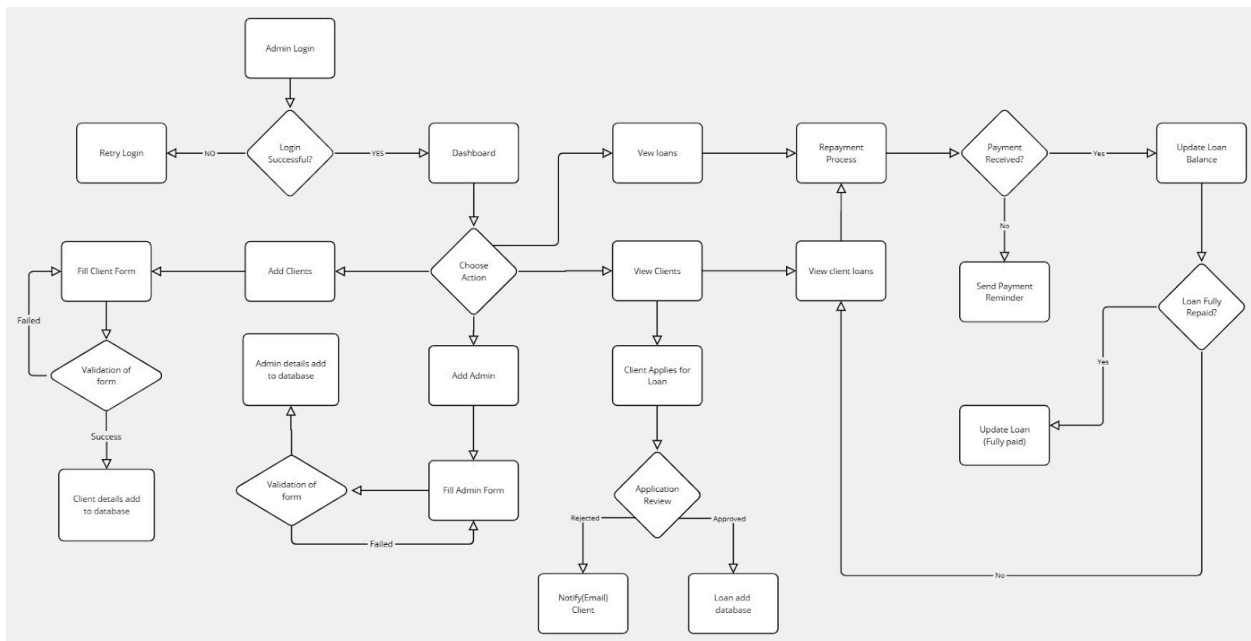 Admin Login
Retry Login
NO
Login
Successful?
YES
Dashboard
Vew loans
Repayment
Process
Payment
Received?
Yes
Update Loan
Balance
No
Fill Client Form
Add Clients
Choose
Action
View Clients
View client loans
Send Payment
Reminder
Loan Fully
Repaid?
Failed
Validation of
form
Admin details add
to database
Add Admin
Client Applies for
Loan
Yes
Success
Update Loan
(Fully paid)
Client details add
to database
Validation of
form
Fill Admin Form
Application
Review
Failed
Rejected
Approved
No
Notify(Email)
Client
Loan add
database